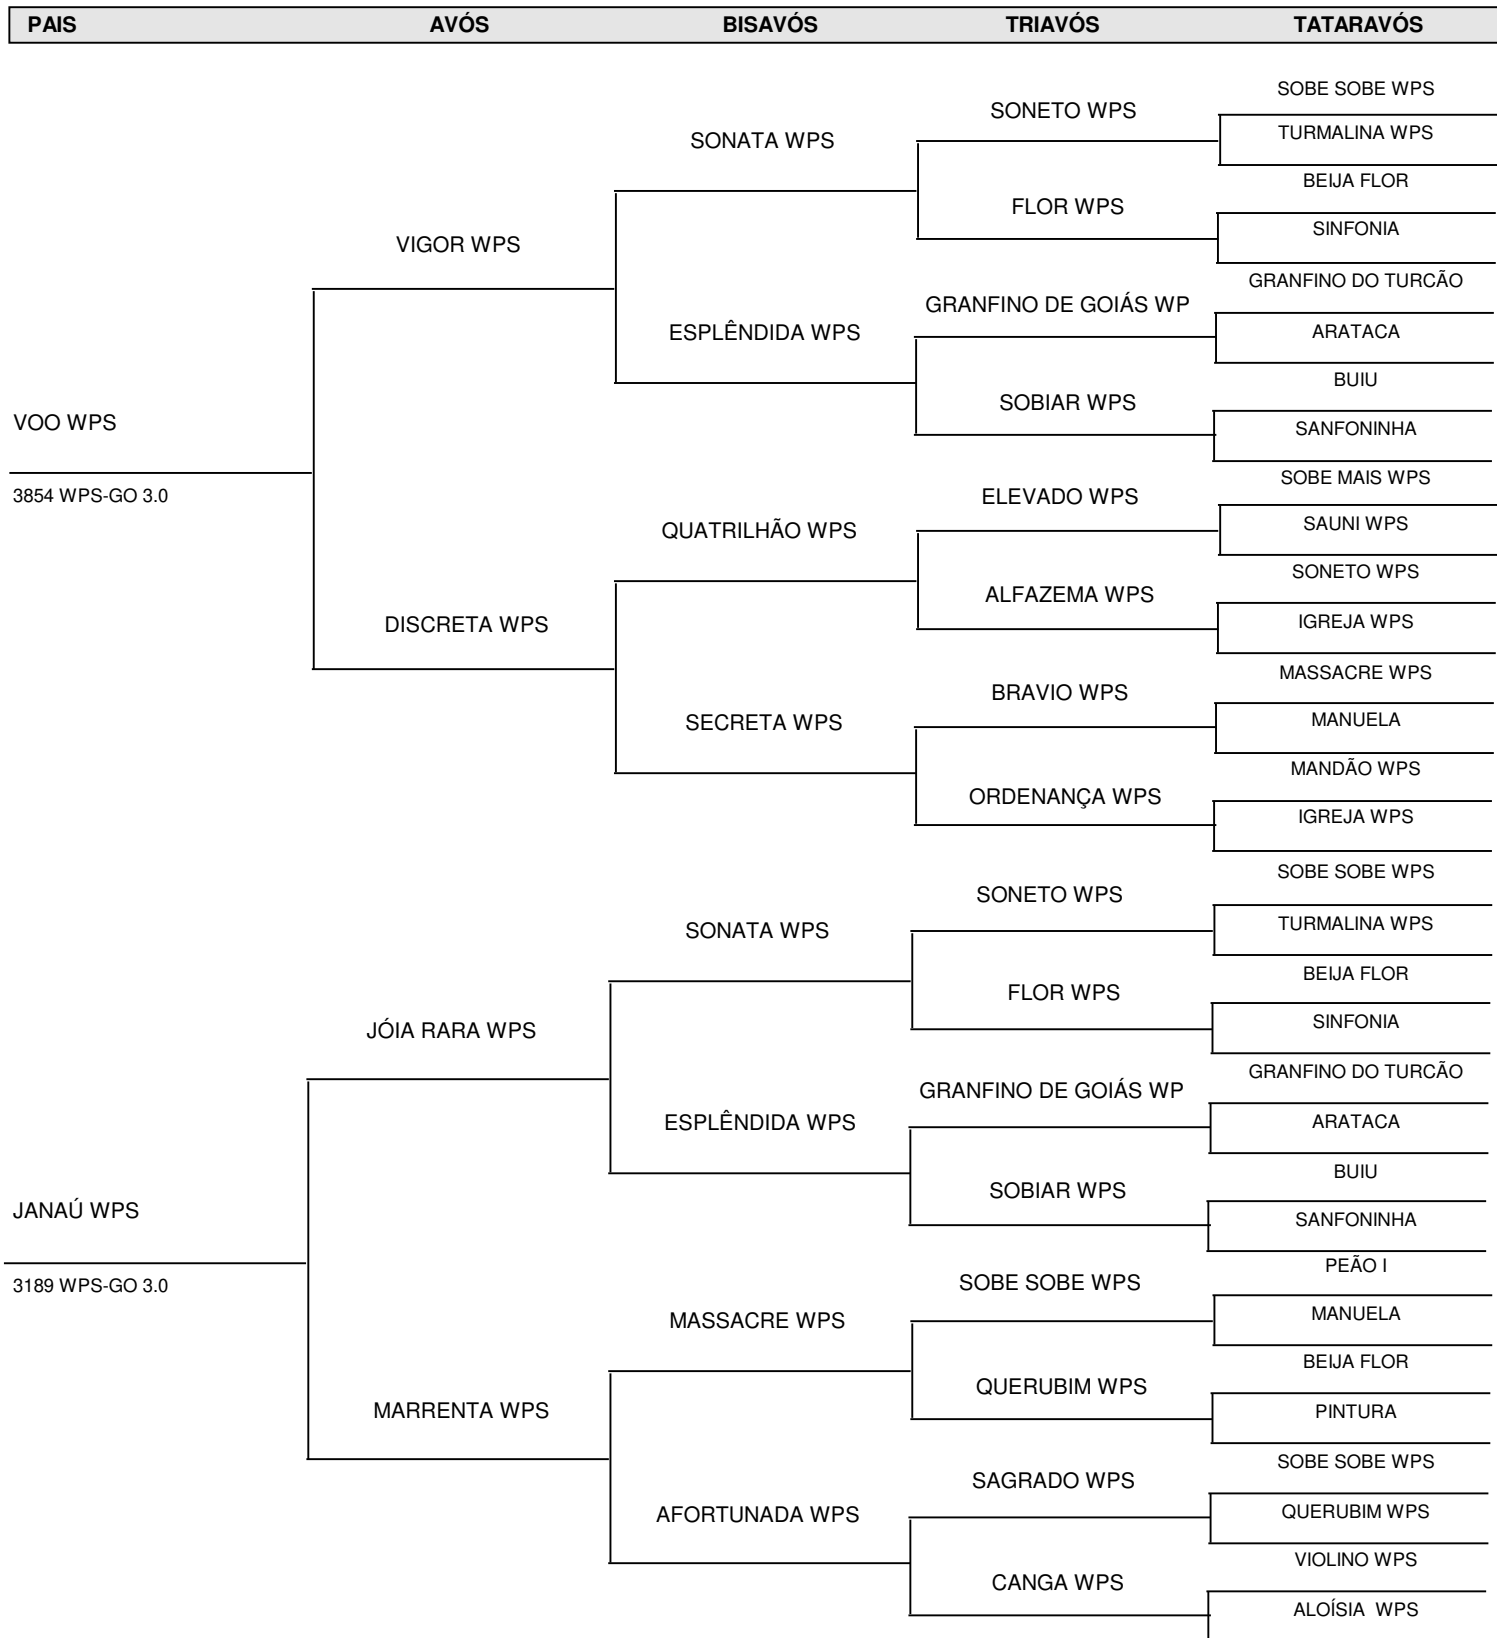 PAIS AVÓS BISAVÓS TRIAVÓS TATARAVÓS
SOBE SOBE WPS
SONETO WPS
TURMALINA WPS
SONATA WPS
BEIJA FLOR
FLOR WPS
SINFONIA
VIGOR WPS
GRANFINO DO TURCÃO
GRANFINO DE GOIÁS WP
ARATACA
ESPLÊNDIDA WPS
BUIU
SOBIAR WPS
VOO WPS
SANFONINHA
SOBE MAIS WPS
3854 WPS-GO 3.0
ELEVADO WPS
SAUNI WPS
QUATRILHÃO WPS
SONETO WPS
ALFAZEMA WPS
IGREJA WPS
DISCRETA WPS
MASSACRE WPS
BRAVIO WPS
MANUELA
SECRETA WPS
MANDÃO WPS
ORDENANÇA WPS
IGREJA WPS
SOBE SOBE WPS
SONETO WPS
TURMALINA WPS
SONATA WPS
BEIJA FLOR
FLOR WPS
SINFONIA
JÓIA RARA WPS
GRANFINO DO TURCÃO
GRANFINO DE GOIÁS WP
ARATACA
ESPLÊNDIDA WPS
BUIU
SOBIAR WPS
JANAÚ WPS
SANFONINHA
PEÃO I
SOBE SOBE WPS
3189 WPS-GO 3.0
MANUELA
MASSACRE WPS
BEIJA FLOR
QUERUBIM WPS
MARRENTA WPS
PINTURA
SOBE SOBE WPS
SAGRADO WPS
QUERUBIM WPS
AFORTUNADA WPS
VIOLINO WPS
CANGA WPS
ALOÍSIA WPS